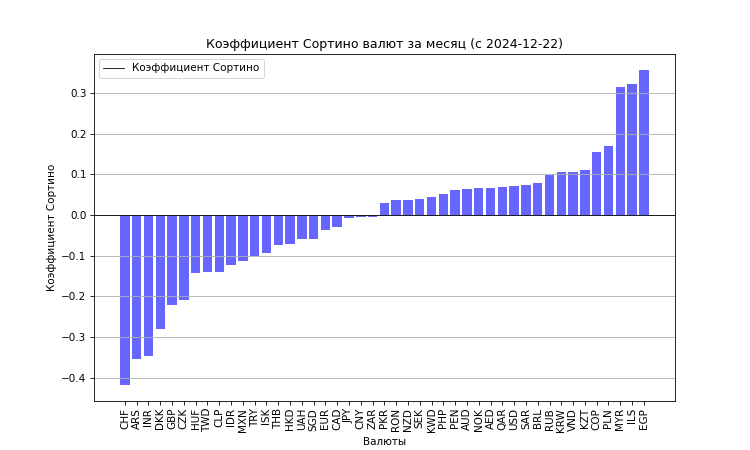 Коэффициент Сортино валют за месяц (с 2024-12-22)
Коэффициент Сортино
Коэффициент Сортино
0.3
0.2
0.1
0.0
−0.1
−0.2
−0.3
−0.4
CHF ARS INR DKK GBP CZK HUF TWD CLP IDR MXN TRY ISK THB HKD UAH SGD EUR CAD JPY CNY ZAR PKR RON NZD SEK KWD PHP PEN AUD NOK AED QAR USD SAR BRL RUB KRW VND KZT COP PLN MYR ILS EGP
Валюты